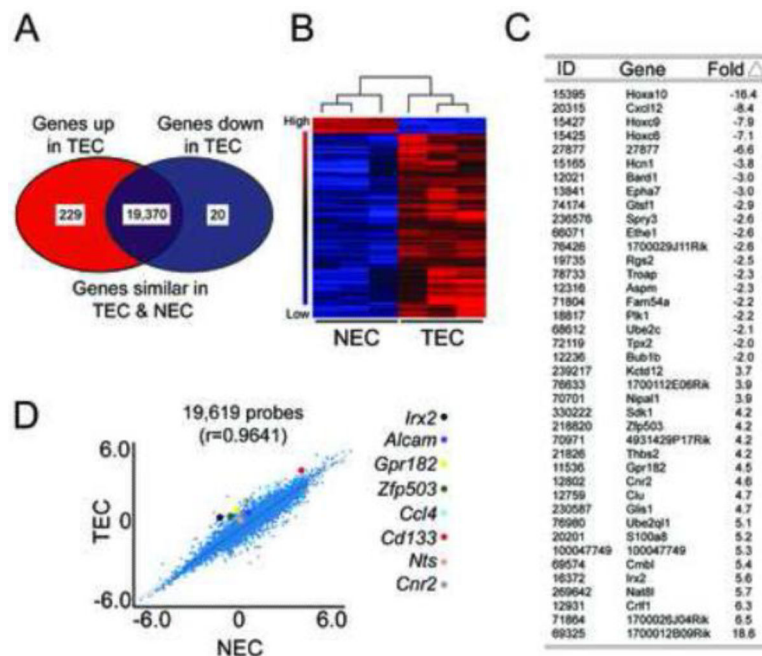 A
Genes up
in TEC
Genes down
in TEC
229
19,370
20
Genes similar in
TEC & NEC
B
High
Low
NEC
TEC
C
ID Gene Fold △
15395 Hoxa10 -16.4
20315 Cxcl12 -8.4
15427 Hoxc9 -7.9
15425 Hoxc6 -7.1
27877 27877 -6.6
15165 Hcn1 -3.8
12021 Bard1 -3.0
13841 Epha7 -3.0
74174 Gtsf1 -2.9
236576 Spry3 -2.6
66071 Ethe1 -2.6
76426 1700029J11Rik -2.6
19735 Rgs2 -2.5
78733 Troap -2.3
12316 Aspm -2.3
71804 Fam54a -2.2
18817 Plk1 -2.2
68612 Ube2c -2.1
72119 Tpx2 -2.0
12236 Bub1b -2.0
239217 Kctd12 3.7
76633 1700112E06Rik 3.9
70701 Nipal1 3.9
330222 Sdk1 4.2
218820 Zfp503 4.2
70971 4931429P17Rik 4.2
21826 Thbs2 4.2
11536 Gpr182 4.5
12802 Cnr2 4.6
12759 Clu 4.7
230587 Glis1 4.7
76980 Ube2ql1 5.1
20201 S100a8 5.2
100047749 100047749 5.3
69574 Cmbl 5.4
16372 Irx2 5.6
269642 Nat8l 5.7
12931 Crlf1 6.3
71864 1700026J04Rik 6.5
69325 1700012B09Rik 18.6
D
19,619 probes
(r=0.9641)
6.0
TEC
0
-6.0
-6.0 0 6.0
NEC
Irx2
Alcam
Gpr182
Zfp503
Ccl4
Cd133
Nts
Cnr2